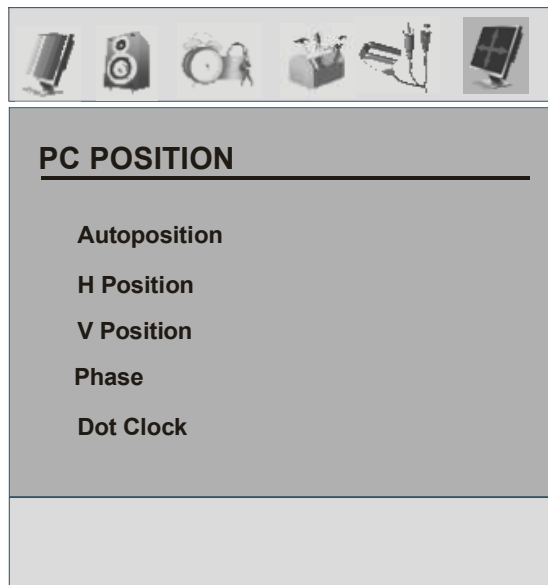 PC POSITION
Autoposition
H Position
V Position
Phase
Dot Clock